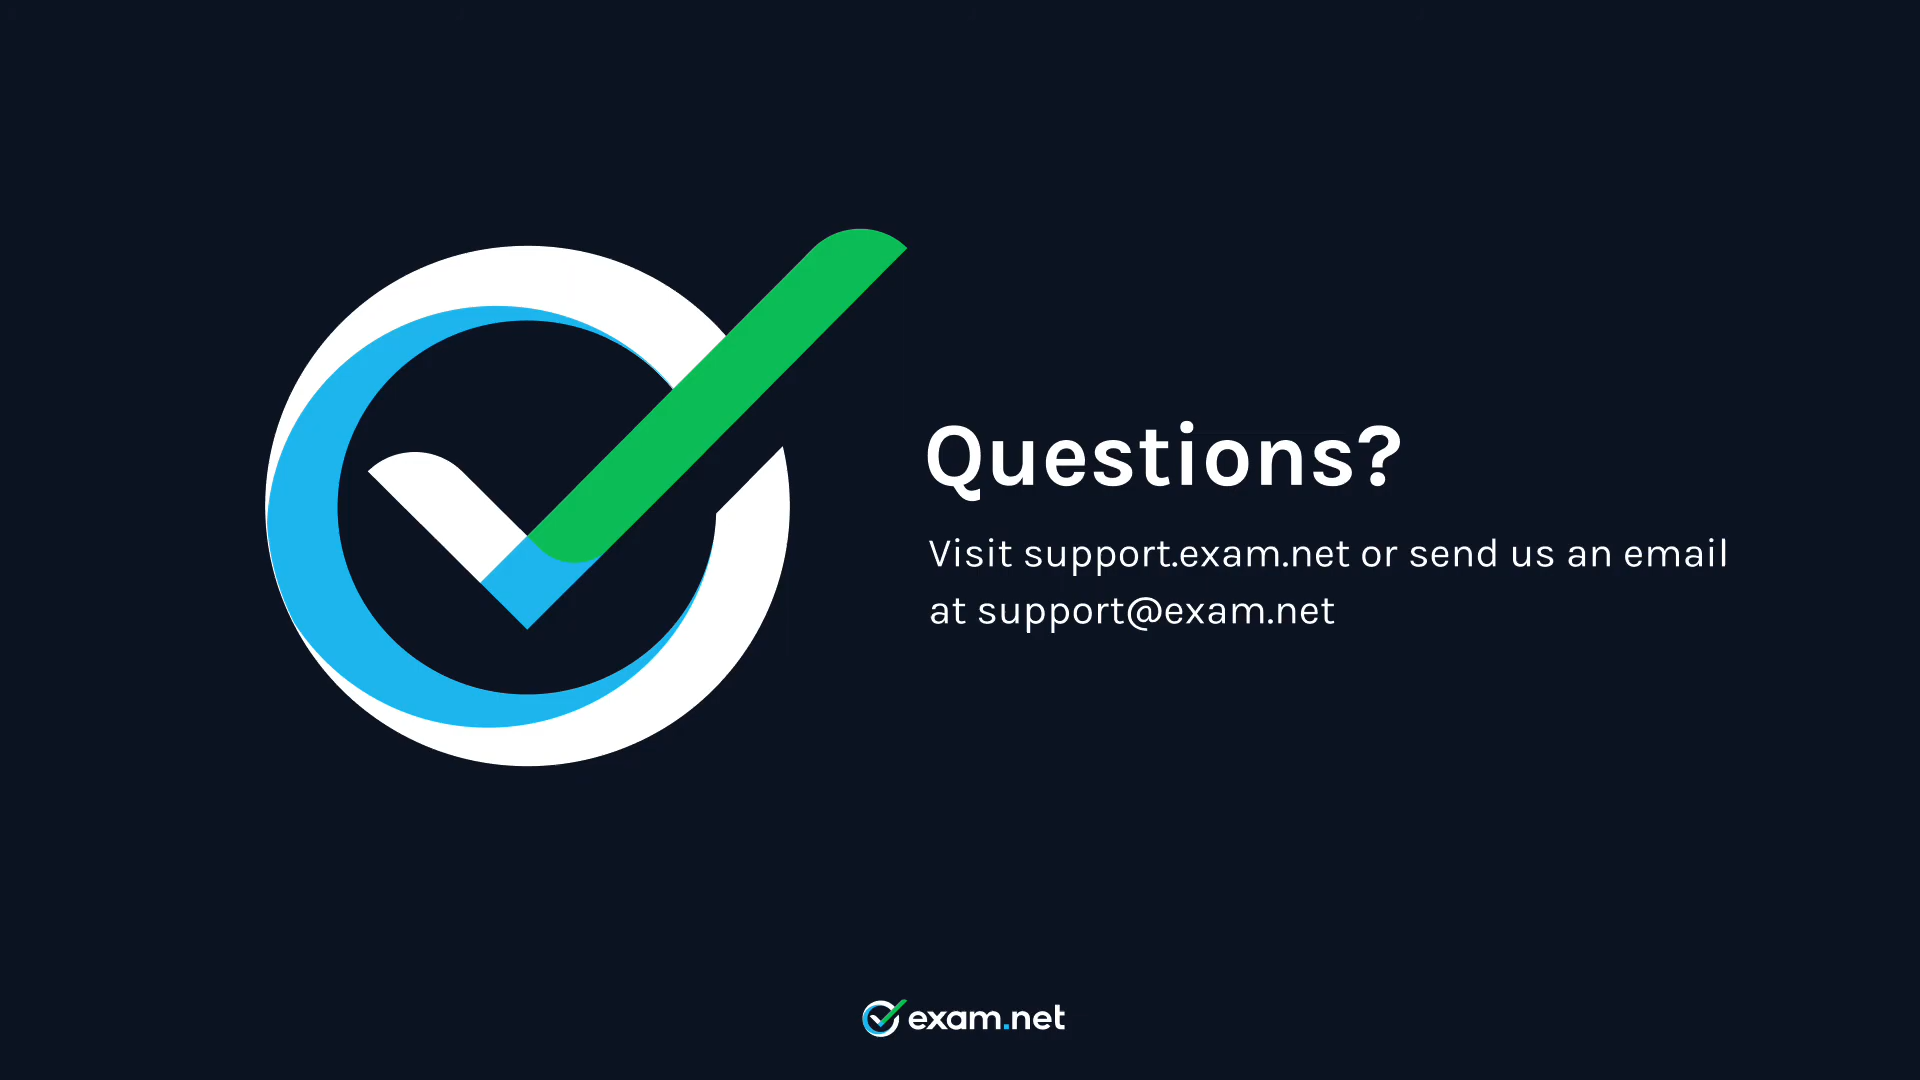 Questions?
Visit support.exam.net or send us an email
at support@exam.net
exam.net